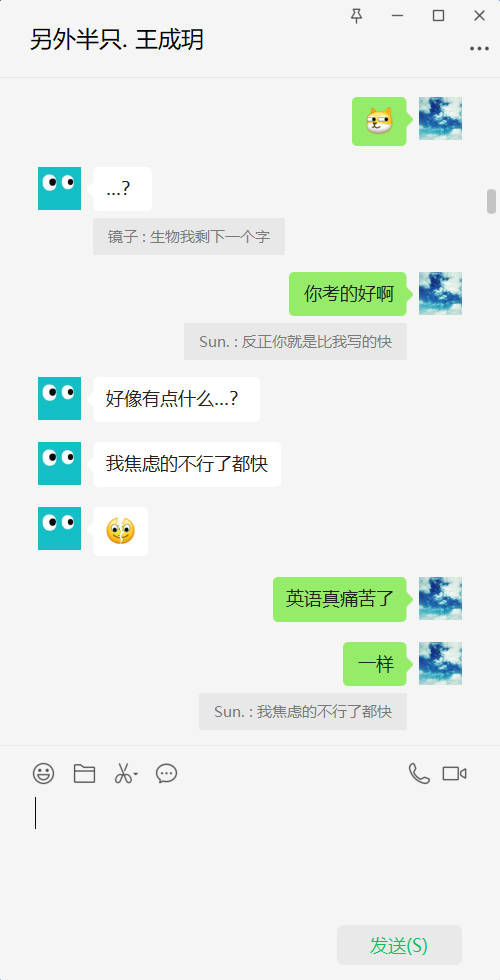 另外半只. 王成玥
...?
镜子 : 生物我剩下一个字
你考的好啊
Sun. : 反正你就是比我写的快
好像有点什么...?
我焦虑的不行了都快
英语真痛苦了
一样
Sun. : 我焦虑的不行了都快
发送(S)